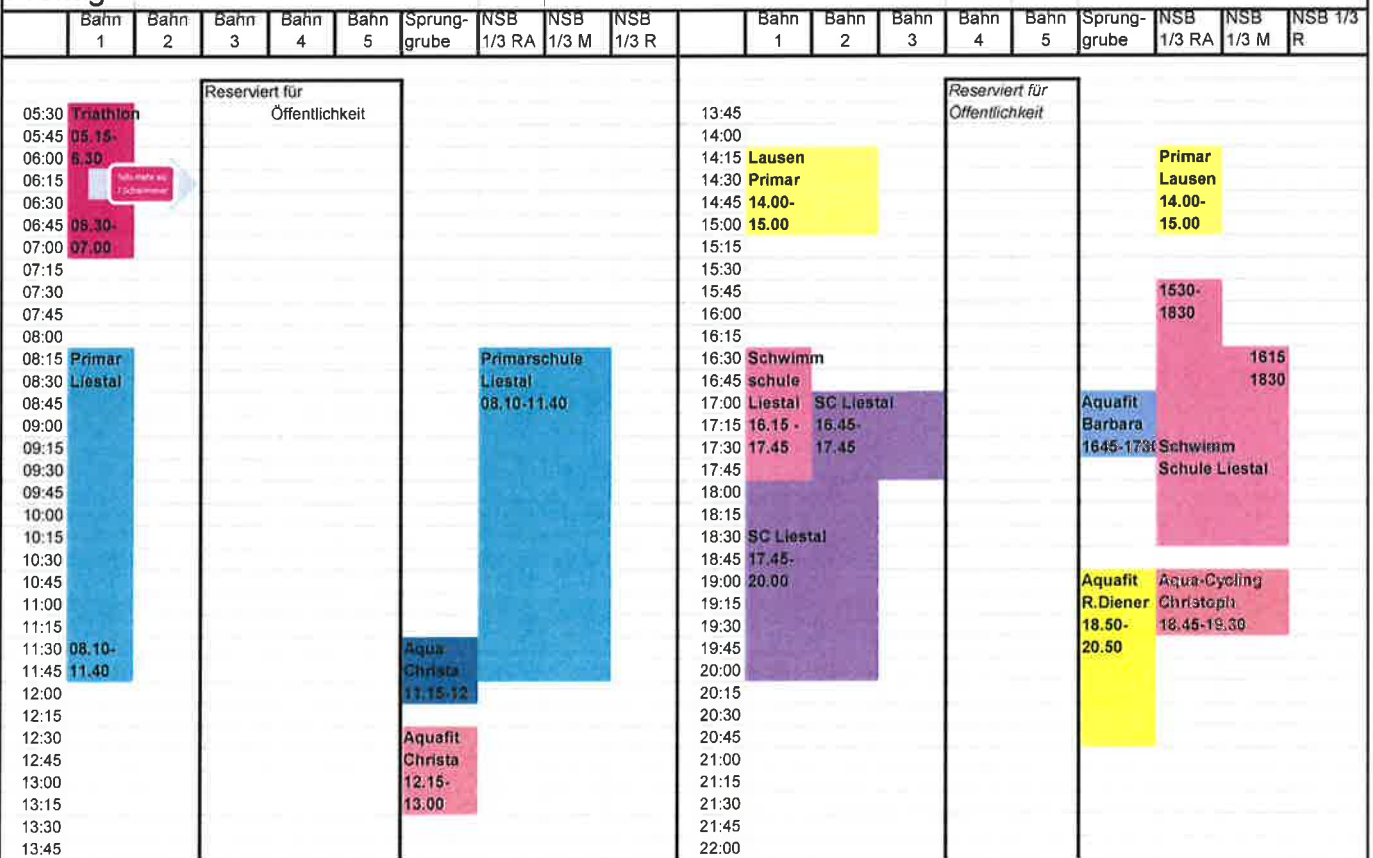 Bahn Bahn Bahn Bahn Bahn Sprung- NSB NSB NSB
1 2 3 4 5 grube 1/3 RA 1/3 M 1/3 R
Reserviert für
Öffentlichkeit
05:30 Triathlon
05:45 05.15-
06:00 6.30
06:15
06:30
06:45 06.30-
07:00 07.00
07:15
07:30
07:45
08:00
08:15 Primar Primarschule
08:30 Liestal Liestal
08:45 08.10-11.40
09:00
09:15
09:30
09:45
10:00
10:15
10:30
10:45
11:00
11:15
11:30 08.10- Aqua
11:45 11.40 Christa
12:00 11.15-12
12:15
12:30 Aquafit
12:45 Christa
13:00 12.15-
13:15 13.00
13:30
13:45
Bahn Bahn Bahn Bahn Bahn Sprung- NSB NSB NSB 1/3
1 2 3 4 5 grube 1/3 RA 1/3 M R
Reserviert für
13:45 Öffentlichkeit
14:00
14:15 Lausen Primar
14:30 Primar Lausen
14:45 14.00- 14.00-
15:00 15.00 15.00
15:15
15:30
15:45 1530-
16:00 1830
16:15
16:30 Schwimm 1615
16:45 schule 1830
17:00 Liestal SC Liestal Aquafit
17:15 16.15 - 16.45- Barbara
17:30 17.45 17.45 1645-173 Schwimm
17:45 Schule Liestal
18:00
18:15
18:30 SC Liestal
18:45 17.45-
19:00 20.00 Aquafit Aqua-Cycling
19:15 R.Diener Christoph
19:30 18.50- 18.45-19.30
19:45 20.50
20:00
20:15
20:30
20:45
21:00
21:15
21:30
21:45
22:00